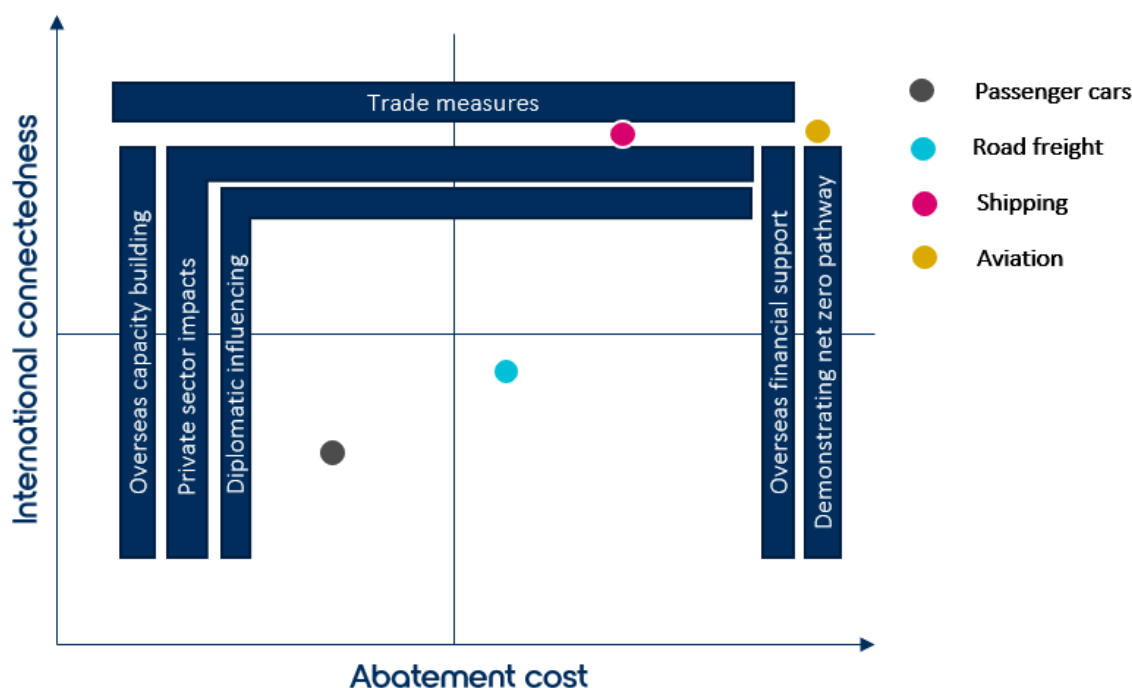 Trade measures
Passenger cars
Road freight
Shipping
Aviation
International connectedness
Overseas capacity building
Private sector impacts
Diplomatic influencing
Overseas financial support
Demonstrating net zero pathway
Abatement cost